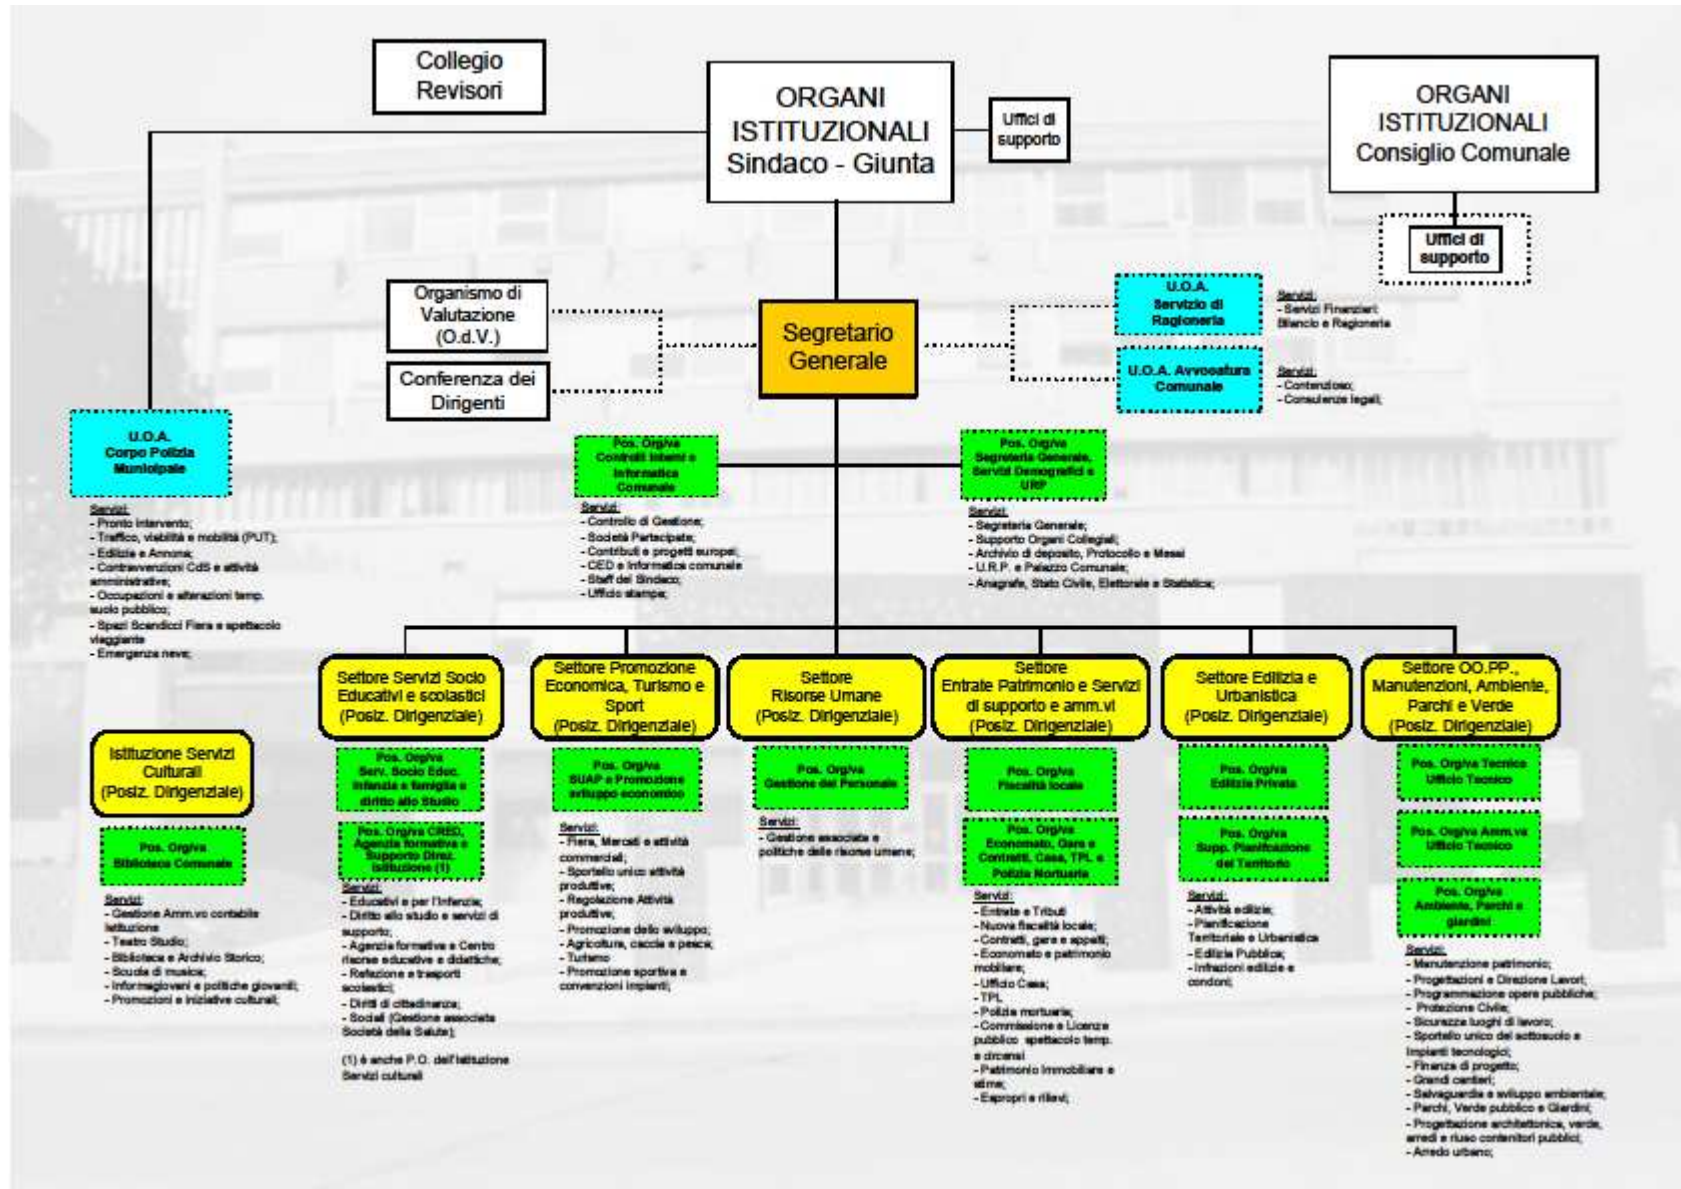 Collegio
Revisori
ORGANI
ISTITUZIONALI
Sindaco - Giunta
Uffici di
supporto
ORGANI
ISTITUZIONALI
Consiglio Comunale
Uffici di
supporto
Organismo di
Valutazione
(O.d.V.)
Conferenza dei
Dirigenti
Segretario
Generale
U.O.A.
Servizio di
Ragioneria
Servizi:
- Servizi Finanziari:
Bilancio e Ragioneria
U.O.A. Avvocatura
Comunale
Servizi:
- Contenzioso;
- Consulenze legali;
U.O.A.
Corpo Polizia
Municipale
Servizi:
- Pronto intervento;
- Traffico, viabilità e mobilità (PUT)
- Edilizia e Annona;
- Contravvenzioni CdS e attività
amministrative;
- Occupazioni e alterazioni temp.
suolo pubblico;
- Spazi Scandicci Fiera e spettacolo
viaggiante
- Emergenza neve;
Pos. Org/va
Controlli Interni e
Informatica
Comunale
Servizi:
- Controllo di Gestione;
- Società Partecipate;
- Contributi e progetti europei;
- CED e Informatica comunale
- Staff del Sindaco;
- Ufficio stampa;
Pos. Org/va
Segreteria Generale,
Servizi Demografici e
URP
Servizi:
- Segreteria Generale;
- Supporto Organi Collegiali;
- Archivio di deposito, Protocollo e Messi
- U.R.P. e Palazzo Comunale;
- Anagrafe, Stato Civile, Elettorale e Statistica;
Istituzione Servizi
Culturali
(Posiz. Dirigenziale)
Pos. Org/va
Biblioteca Comunale
Servizi:
- Gestione Amm.vo contabile
Istituzione
- Teatro Studio;
- Biblioteca e Archivio Storico;
- Scuola di musica;
- Informagiovani e politiche giovanili;
- Promozioni e iniziative culturali;
Settore Servizi Socio
Educativi e scolastici
(Posiz. Dirigenziale)
Pos. Org/va
Serv. Socio Educ.
Infanzia e famiglia e
diritto allo Studio
Pos. Org/va CRED,
Agenzia formativa e
Supporto Direz.
Istituzione (1)
Servizi:
- Educativi e per l'Infanzia;
- Diritto allo studio e servizi di
supporto;
- Agenzia formativa e Centro
risorse educative e didattiche;
- Refezione e trasporti
scolastici;
- Diritti di cittadinanza;
- Sociali (Gestione associata
Società della Salute);
(1) è anche P.O. dell'Istituzione
Servizi culturali
Settore Promozione
Economica, Turismo e
Sport
(Posiz. Dirigenziale)
Pos. Org/va
SUAP e Promozione
sviluppo economico
Servizi:
- Fiera, Mercati e attività
commerciali;
- Sportello unico attività
produttive;
- Regolazione Attività
produttive;
- Promozione dello sviluppo;
- Agricoltura, caccia e pesca;
- Turismo
- Promozione sportiva e
convenzioni impianti;
Settore
Risorse Umane
(Posiz. Dirigenziale)
Pos. Org/va
Gestione del Personale
Servizi:
- Gestione associata e
politiche delle risorse umane;
Settore
Entrate Patrimonio e Servizi
di supporto e amm.vi
(Posiz. Dirigenziale)
Pos. Org/va
Fiscalità locale
Pos. Org/va
Economato, Gare e
Contratti, Casa, TPL e
Polizia Mortuaria
Servizi:
- Entrate e Tributi
- Nuova fiscalità locale;
- Contratti, gare e appalti;
- Economato e patrimonio
mobiliare;
- Ufficio Casa;
- TPL
- Polizia mortuaria;
- Commissione e Licenze
pubblico spettacolo temp.
e circensi
- Patrimonio Immobiliare e
stime;
- Espropri e rilievi;
Settore Edilizia e
Urbanistica
(Posiz. Dirigenziale)
Pos. Org/va
Edilizia Privata
Pos. Org/va
Supp. Pianificazione
del Territorio
Servizi:
- Attività edilizie;
- Pianificazione
Territoriale e Urbanistica
- Edilizia Pubblica;
- Infrazioni edilizie e
condoni;
Settore OO.PP.,
Manutenzioni, Ambiente,
Parchi e Verde
(Posiz. Dirigenziale)
Pos. Org/va Tecnico
Ufficio Tecnico
Pos. Org/va Amm.va
Ufficio Tecnico
Pos. Org/va
Ambiente, Parchi e
giardini
Servizi:
- Manutenzione patrimonio;
- Progettazioni e Direzione Lavori;
- Programmazione opere pubbliche;
- Protezione Civile;
- Sicurezza luoghi di lavoro;
- Sportello unico del sottosuolo e
Impianti tecnologici;
- Finanza di progetto;
- Grandi cantieri;
- Salvaguardia e sviluppo ambientale;
- Parchi, Verde pubblico e Giardini;
- Progettazione architettonica, verde,
arredi e riuso contenitori pubblici;
- Arredo urbano;